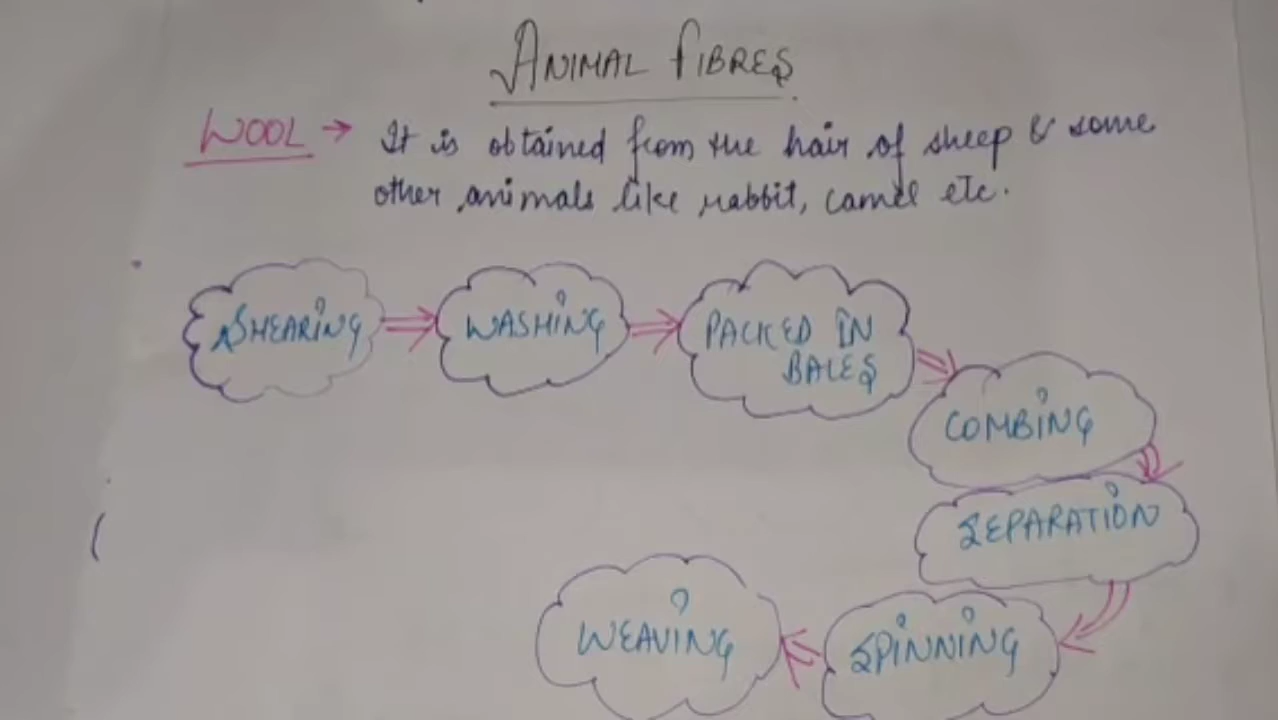 ANIMAL FIBRES
WOOL → It is obtained from the hair of sheep & some
other animals like rabbit, camel etc.
SHEARING
WASHING
PACKED IN
BALES
COMBING
SEPARATION
SPINNING
WEAVING